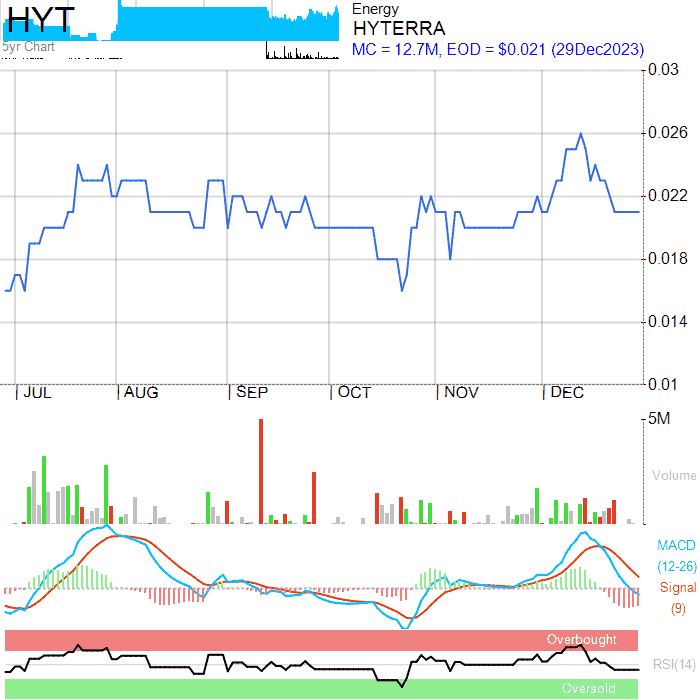 HYT
5yr Chart
Energy
HYTERRA
MC = 12.7M, EOD = $0.021 (29Dec2023)
0.03
0.026
0.022
0.018
0.014
0.01
JUL AUG SEP OCT NOV DEC
5M
Volume
MACD
(12-26)
Signal
(9)
Overbought
RSI(14)
Oversold